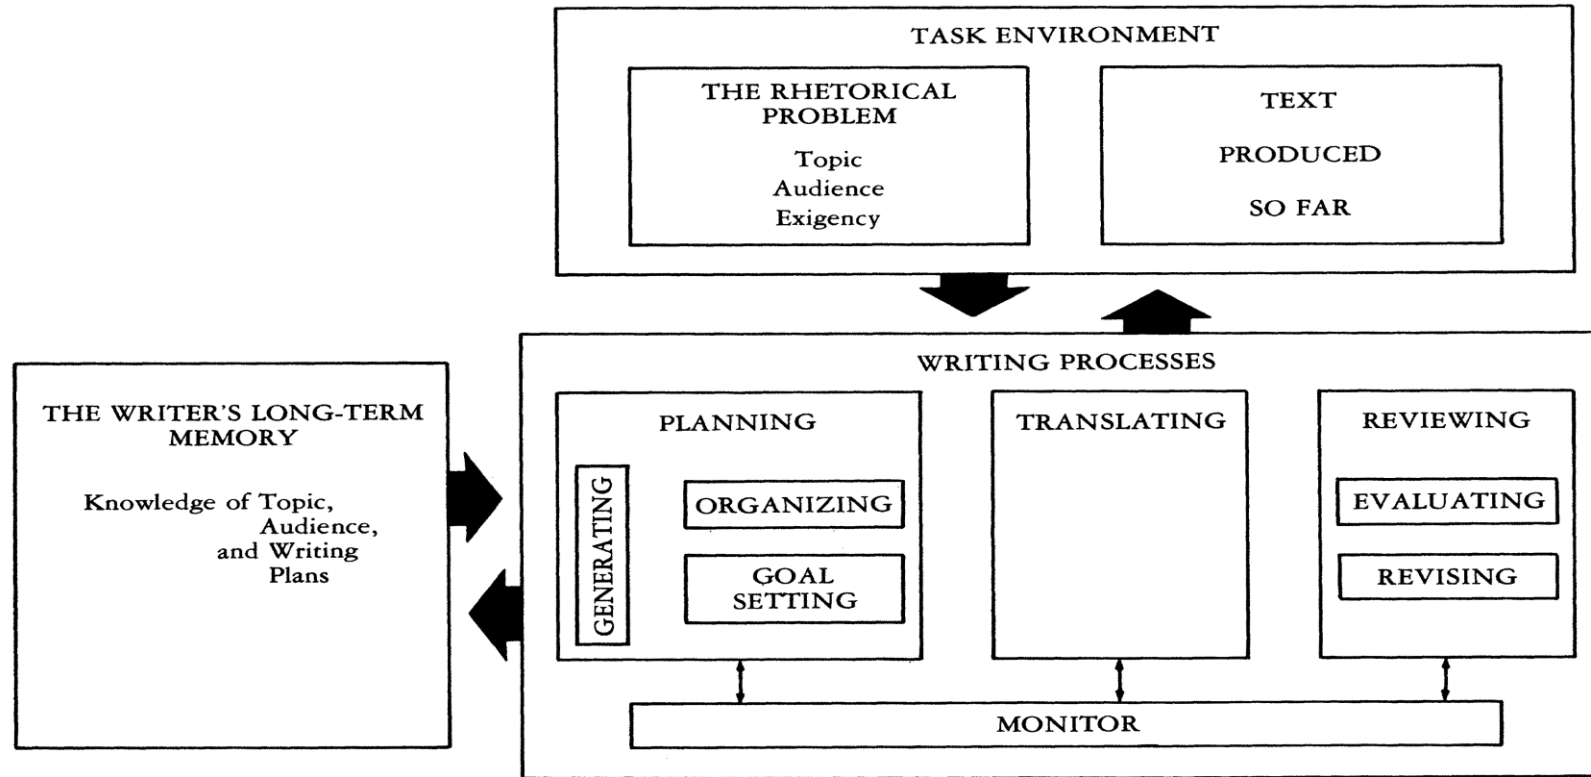 TASK ENVIRONMENT
THE RHETORICAL
PROBLEM
Topic
Audience
Exigency
TEXT
PRODUCED
SO FAR
THE WRITER'S LONG-TERM
MEMORY
Knowledge of Topic,
Audience,
and Writing
Plans
WRITING PROCESSES
PLANNING
GENERATING
ORGANIZING
GOAL
SETTING
TRANSLATING
REVIEWING
EVALUATING
REVISING
MONITOR